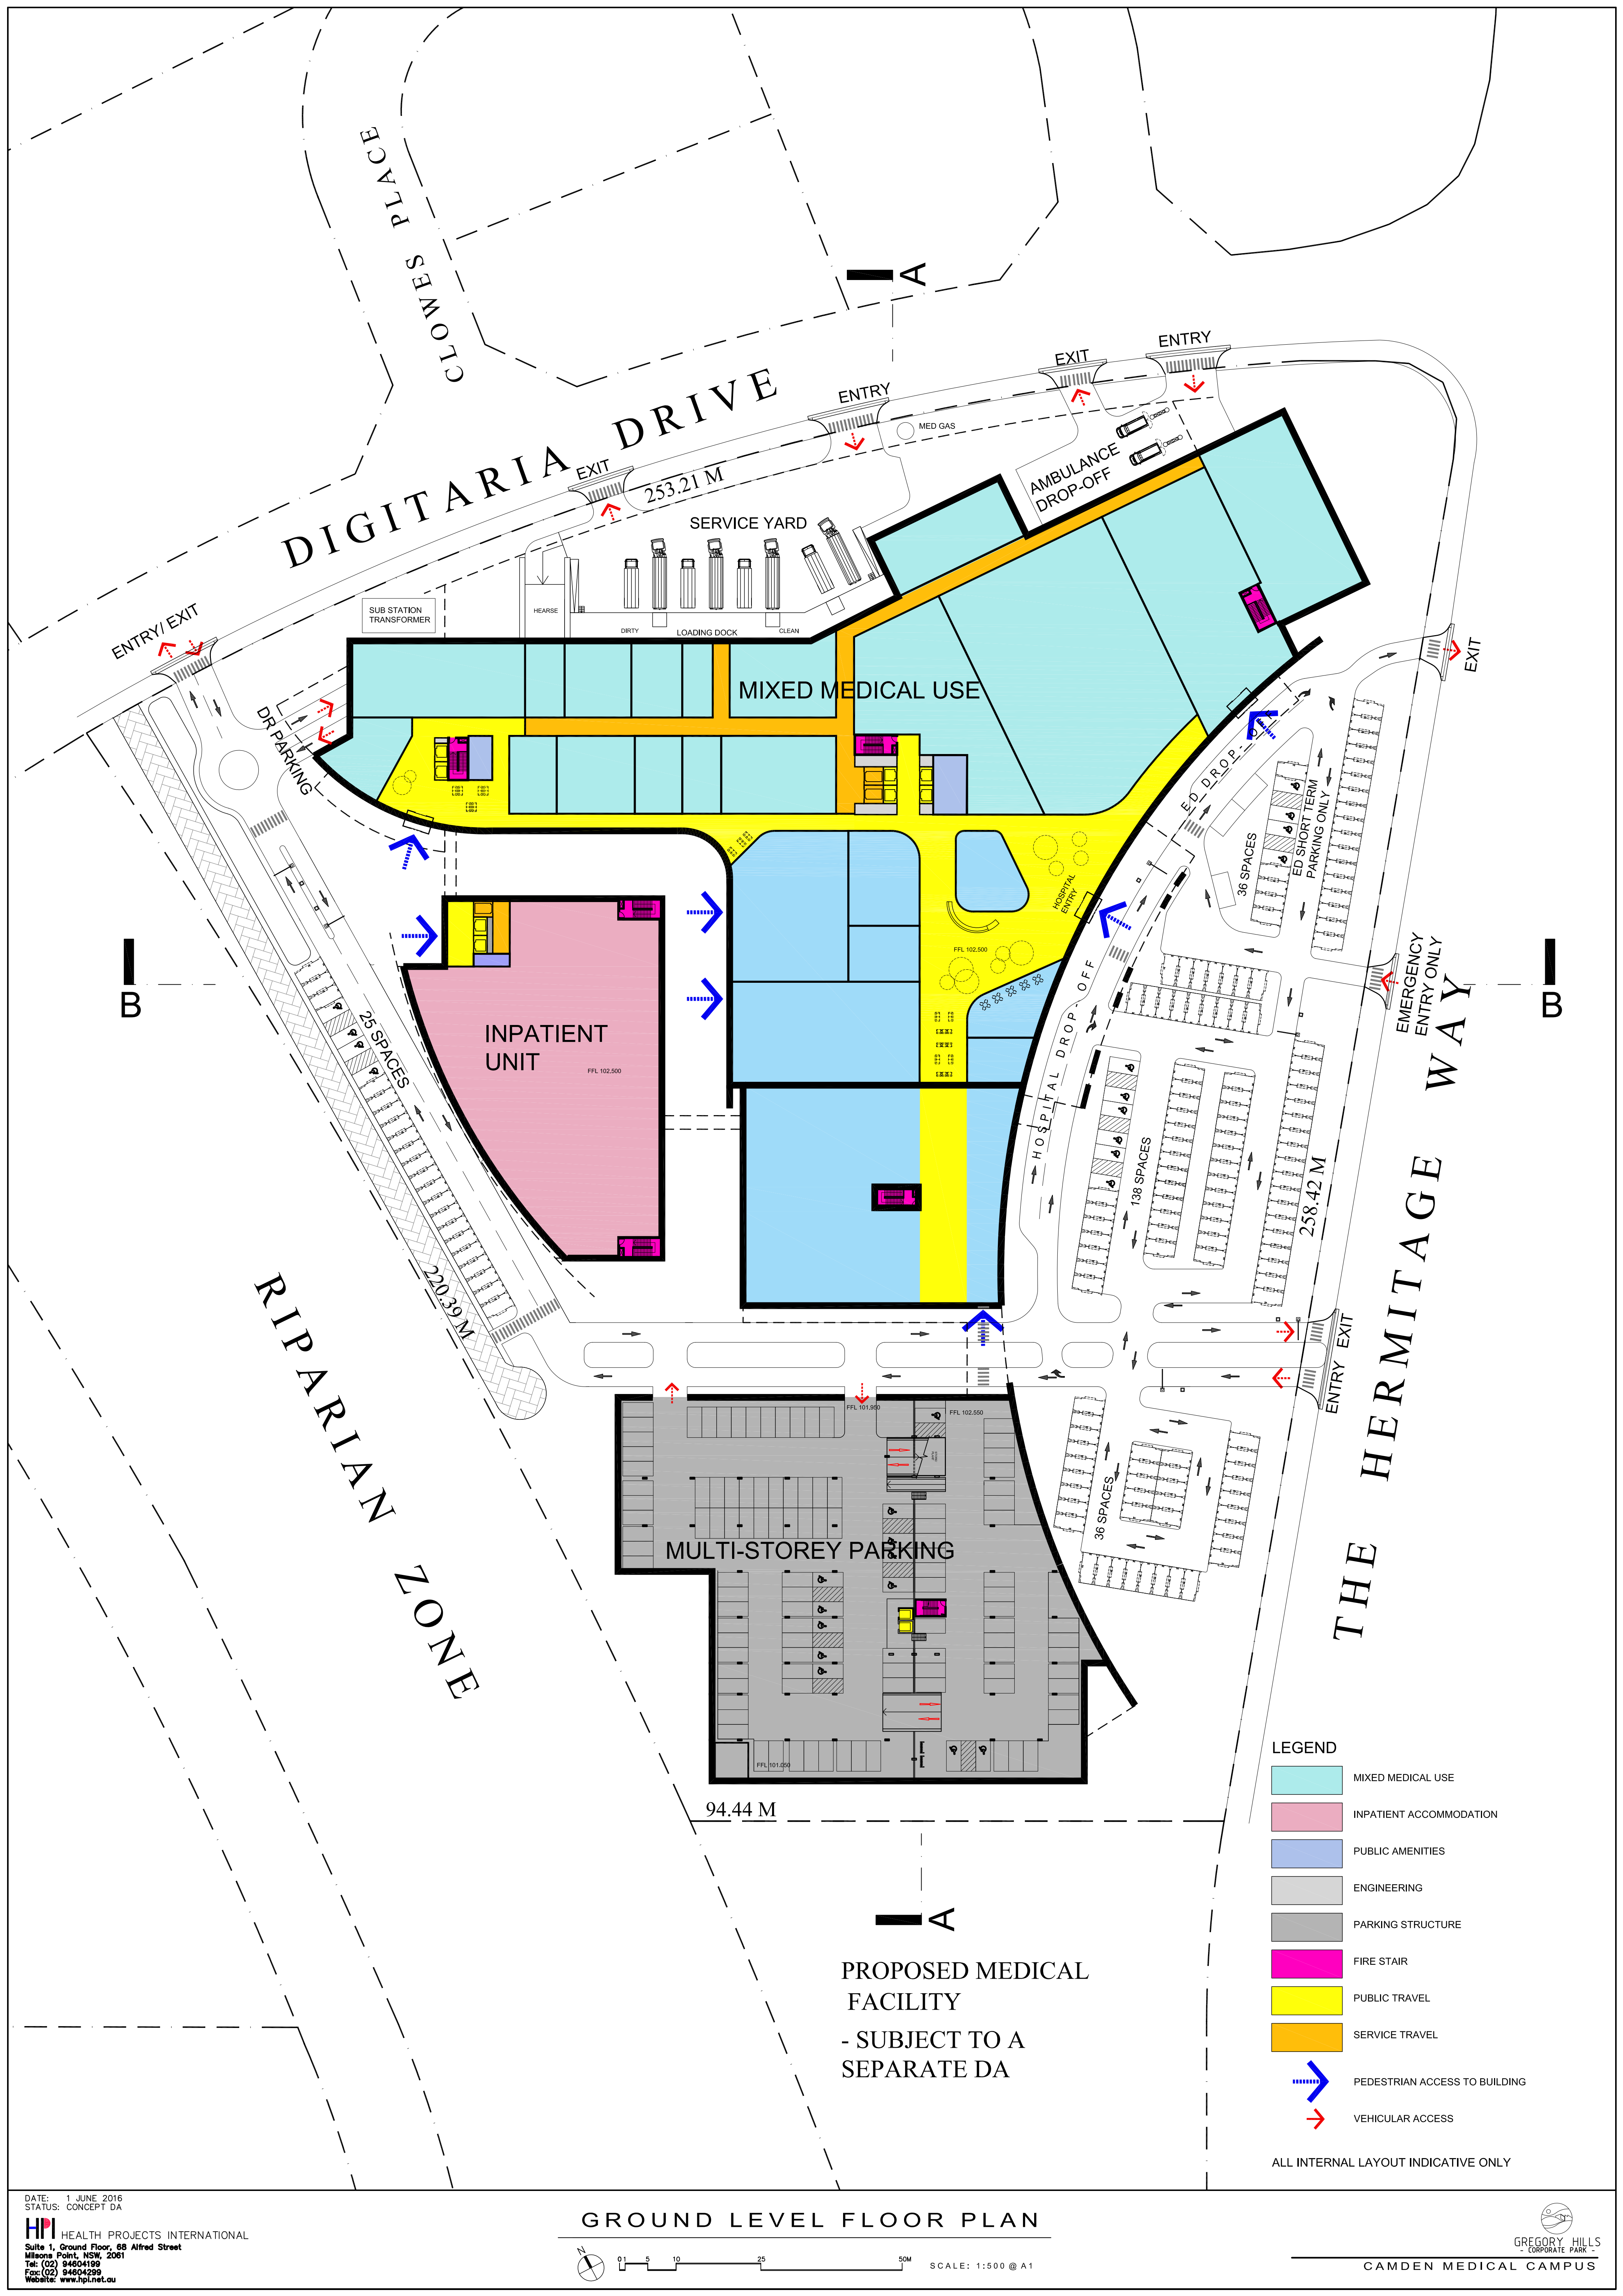 CLOWES PLACE
A
DIGITARIA DRIVE
ENTRY
EXIT
ENTRY
MED GAS
EXIT
253.21 M
AMBULANCE
DROP-OFF
SERVICE YARD
SUB STATION
TRANSFORMER
HEARSE
DIRTY
LOADING DOCK
CLEAN
ENTRY/ EXIT
EXIT
MIXED MEDICAL USE
DR PARKING
ED DROP-
36 SPACES
ED SHORT TERM
PARKING ONLY
HOSPITAL
ENTRY
FFL 102.500
B
B
EMERGENCY
ENTRY ONLY
HOSPITAL DROP-OFF
25 SPACES
INPATIENT
UNIT
FFL 102.500
138 SPACES
258.42 M
THE HERMITAGE WAY
220.39 M
RIPARIAN ZONE
ENTRY EXIT
FFL 101.950
FFL 102.550
36 SPACES
MULTI-STOREY PARKING
FFL 101.050
94.44 M
A
PROPOSED MEDICAL
FACILITY
- SUBJECT TO A
SEPARATE DA
LEGEND
MIXED MEDICAL USE
INPATIENT ACCOMMODATION
PUBLIC AMENITIES
ENGINEERING
PARKING STRUCTURE
FIRE STAIR
PUBLIC TRAVEL
SERVICE TRAVEL
PEDESTRIAN ACCESS TO BUILDING
VEHICULAR ACCESS
ALL INTERNAL LAYOUT INDICATIVE ONLY
DATE: 1 JUNE 2016
STATUS: CONCEPT DA
HPI HEALTH PROJECTS INTERNATIONAL
Suite 1, Ground Floor, 68 Alfred Street
Milsons Point, NSW, 2061
Tel: (02) 94604199
Fax:(02) 94604299
Website: www.hpi.net.au
GROUND LEVEL FLOOR PLAN
N
0 1 5 10 25 50M
SCALE: 1:500 @ A1
GREGORY HILLS
- CORPORATE PARK -
CAMDEN MEDICAL CAMPUS